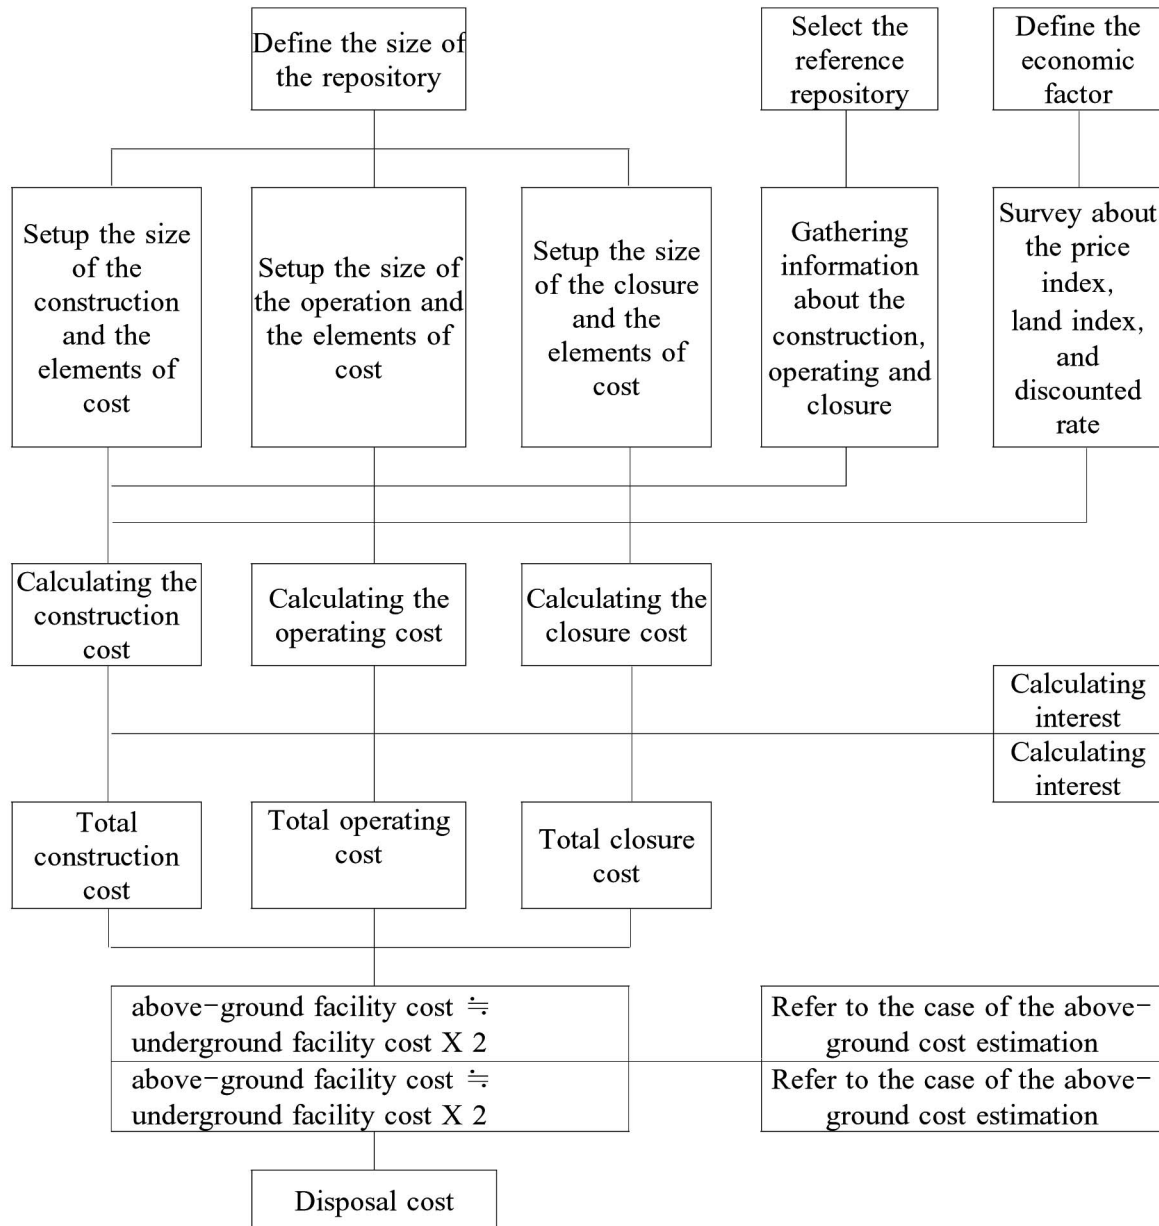 Define the size of
the repository
Select the
reference
repository
Define the
economic
factor
Setup the size
of the
construction
and the
elements of
cost
Setup the size of
the operation and
the elements of
cost
Setup the size
of the closure
and the
elements of
cost
Gathering
information
about the
construction,
operating and
closure
Survey about
the price
index,
land index,
and
discounted
rate
Calculating the
construction
cost
Calculating the
operating cost
Calculating the
closure cost
Calculating
interest
Calculating
interest
Total
construction
cost
Total operating
cost
Total closure
cost
above-ground facility cost ≒
underground facility cost X 2
above-ground facility cost ≒
underground facility cost X 2
Refer to the case of the above-
ground cost estimation
Refer to the case of the above-
ground cost estimation
Disposal cost